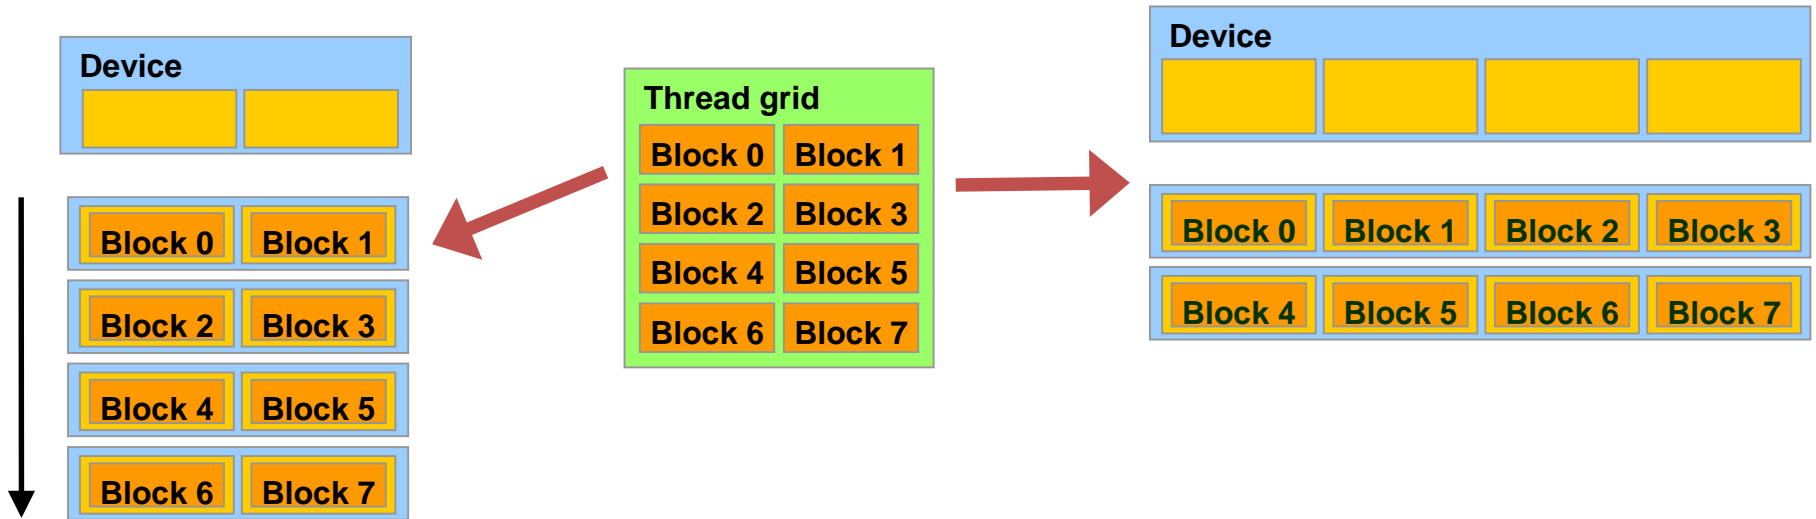 Device
Block 0 Block 1
Block 2 Block 3
Block 4 Block 5
Block 6 Block 7
Thread grid
Block 0 Block 1
Block 2 Block 3
Block 4 Block 5
Block 6 Block 7
Device
Block 0 Block 1 Block 2 Block 3
Block 4 Block 5 Block 6 Block 7